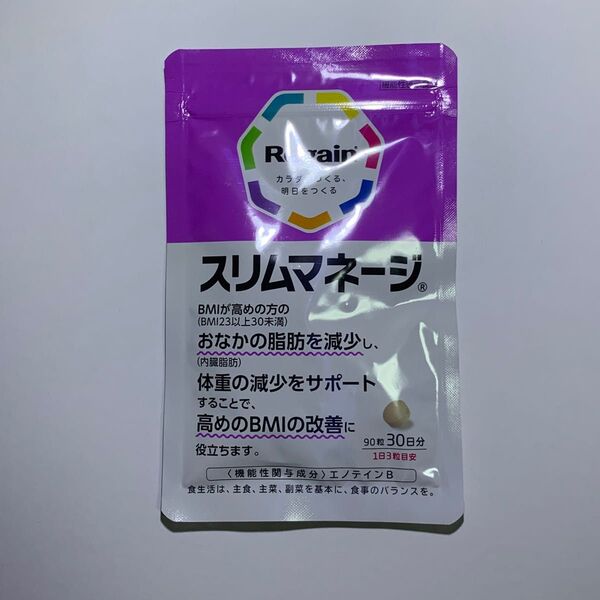 機能性
Regain
カラダをつくる、
明日をつくる
スリムマネージ®
BMIが高めの方の
(BMI23以上30未満)
おなかの脂肪を減少し、
(内臓脂肪)
体重の減少をサポート
することで、
高めのBMIの改善に
役立ちます。
90粒 30日分
1日3粒目安
〈機能性関与成分〉エノテインB
食生活は、主食、主菜、副菜を基本に、食事のバランスを。